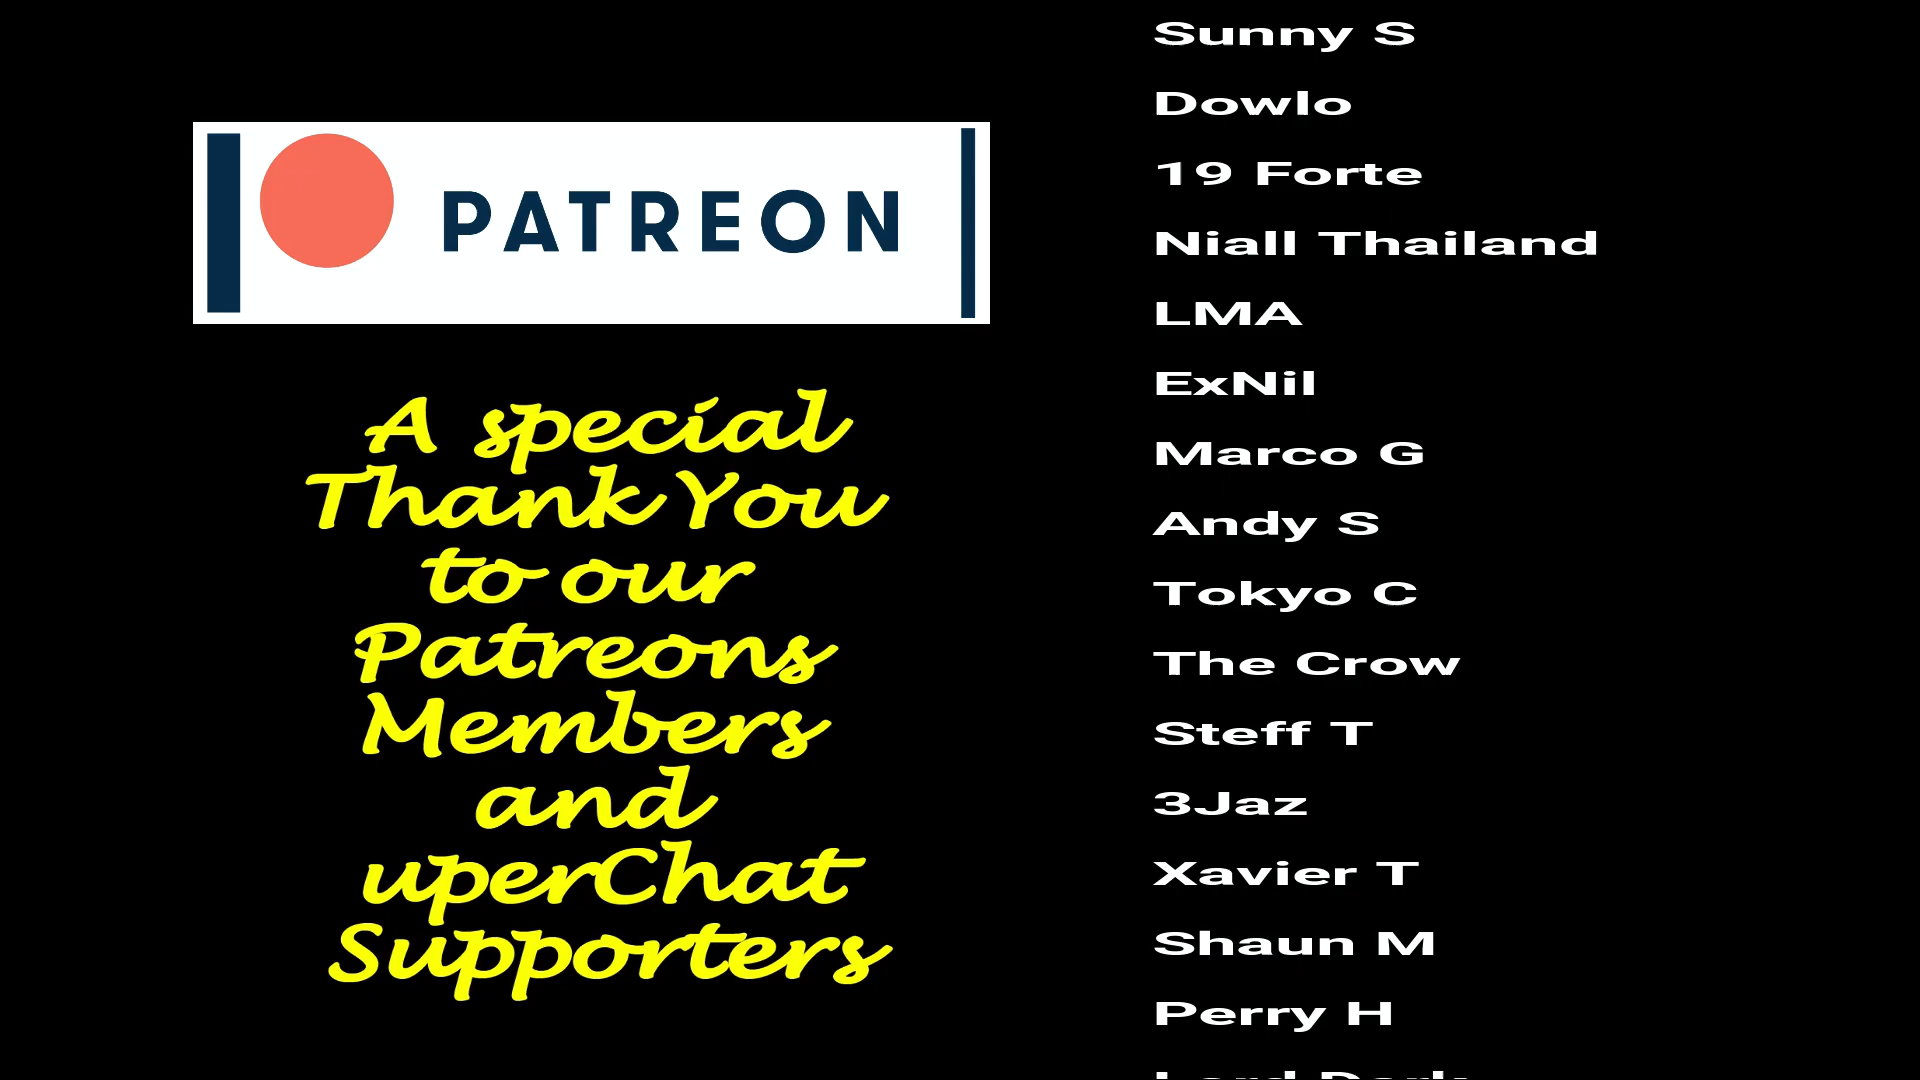 PATREON
A special
Thank You
to our
Patreons
Members
and
uperChat
Supporters
Sunny S
Dowlo
19 Forte
Niall Thailand
LMA
ExNil
Marco G
Andy S
Tokyo C
The Crow
Steff T
3Jaz
Xavier T
Shaun M
Perry H